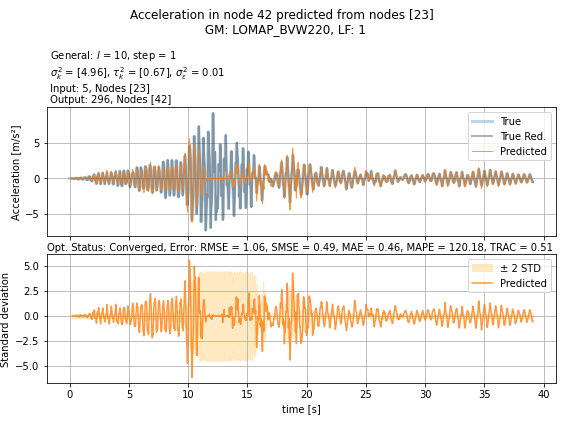 Acceleration in node 42 predicted from nodes [23]
GM: LOMAP_BVW220, LF: 1
General: l = 10, step = 1
σ²ₖ = [4.96], τ²ₖ = [0.67], σ²ε = 0.01
Input: 5, Nodes [23]
Output: 296, Nodes [42]
Acceleration [m/s²]
5
0
−5
True
True Red.
Predicted
Opt. Status: Converged, Error: RMSE = 1.06, SMSE = 0.49, MAE = 0.46, MAPE = 120.18, TRAC = 0.51
Standard deviation
5.0
2.5
0.0
−2.5
−5.0
± 2 STD
Predicted
0 5 10 15 20 25 30 35 40
time [s]